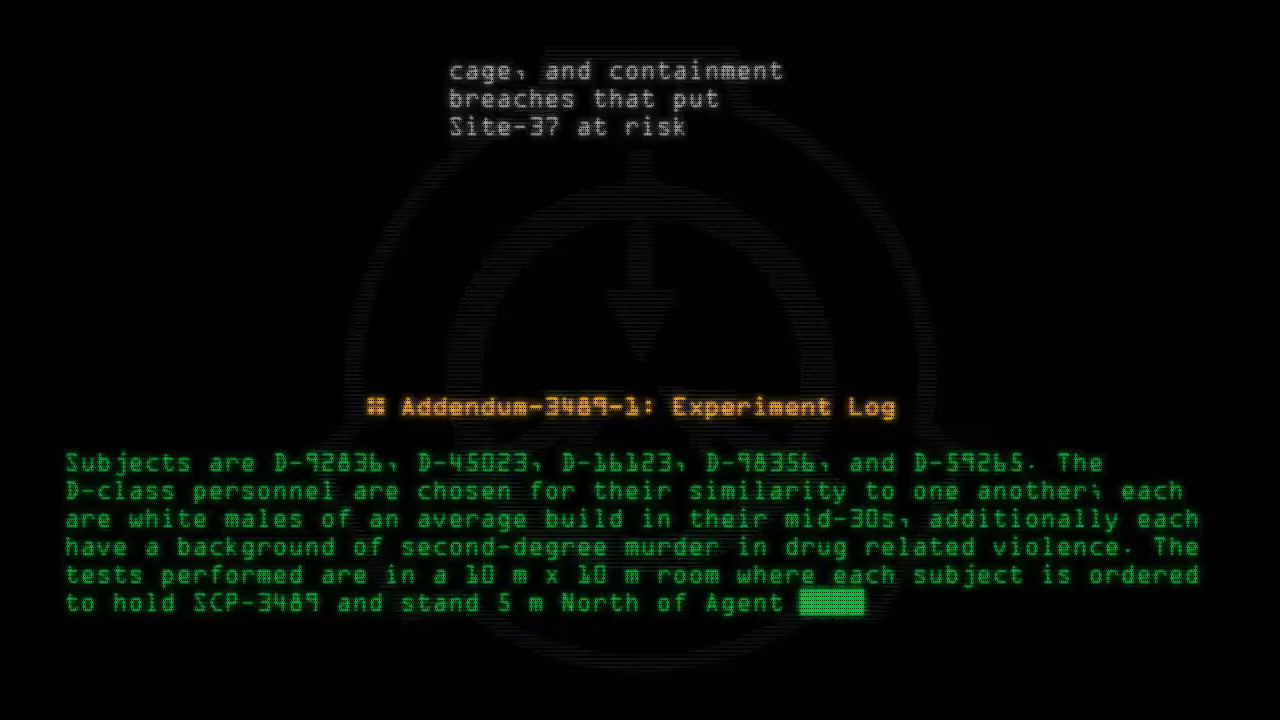 cage, and containment
breaches that put
Site-37 at risk
# Addendum-3489-1: Experiment Log
Subjects are D-92836, D-45023, D-16123, D-98356, and D-59265. The
D-class personnel are chosen for their similarity to one another; each
are white males of an average build in their mid-30s, additionally each
have a background of second-degree murder in drug related violence. The
tests performed are in a 10 m x 10 m room where each subject is ordered
to hold SCP-3489 and stand 5 m North of Agent ████